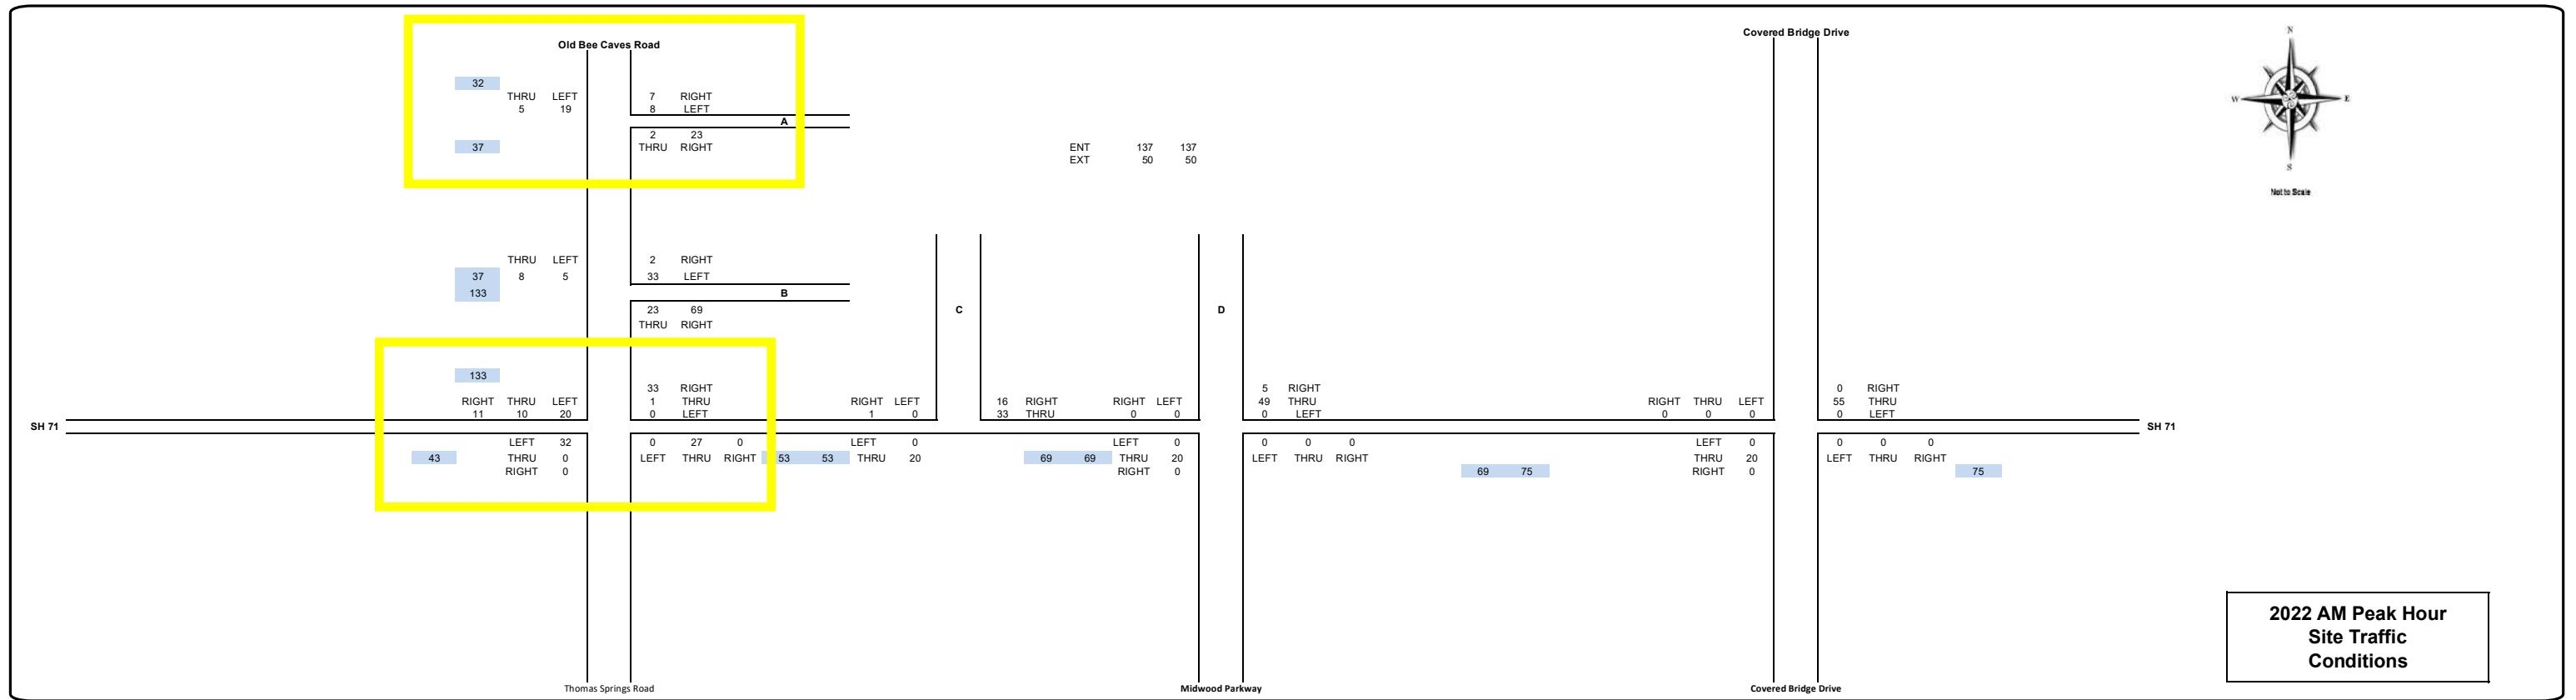 Old Bee Caves Road
Covered Bridge Drive
N
32
THRU LEFT 7 RIGHT
5 19 8 LEFT
W E
A
2 23
37 THRU RIGHT ENT 137 137
EXT 50 50
S
Not to Scale
THRU LEFT 2 RIGHT
37 8 5 33 LEFT
133 B
23 69 C D
THRU RIGHT
133
33 RIGHT 5 RIGHT 0 RIGHT
RIGHT THRU LEFT 1 THRU RIGHT LEFT 16 RIGHT RIGHT LEFT 49 THRU RIGHT THRU LEFT 55 THRU
11 10 20 0 LEFT 1 0 33 THRU 0 0 0 LEFT 0 0 0 0 LEFT
SH 71 SH 71
LEFT 32 0 27 0 LEFT 0 LEFT 0 0 0 0 LEFT 0 0 0 0
43 THRU 0 LEFT THRU RIGHT 53 53 THRU 20 69 69 THRU 20 LEFT THRU RIGHT THRU 20 LEFT THRU RIGHT
RIGHT 0 RIGHT 0 69 75 RIGHT 0 75
2022 AM Peak Hour
Site Traffic
Conditions
Thomas Springs Road Midwood Parkway Covered Bridge Drive